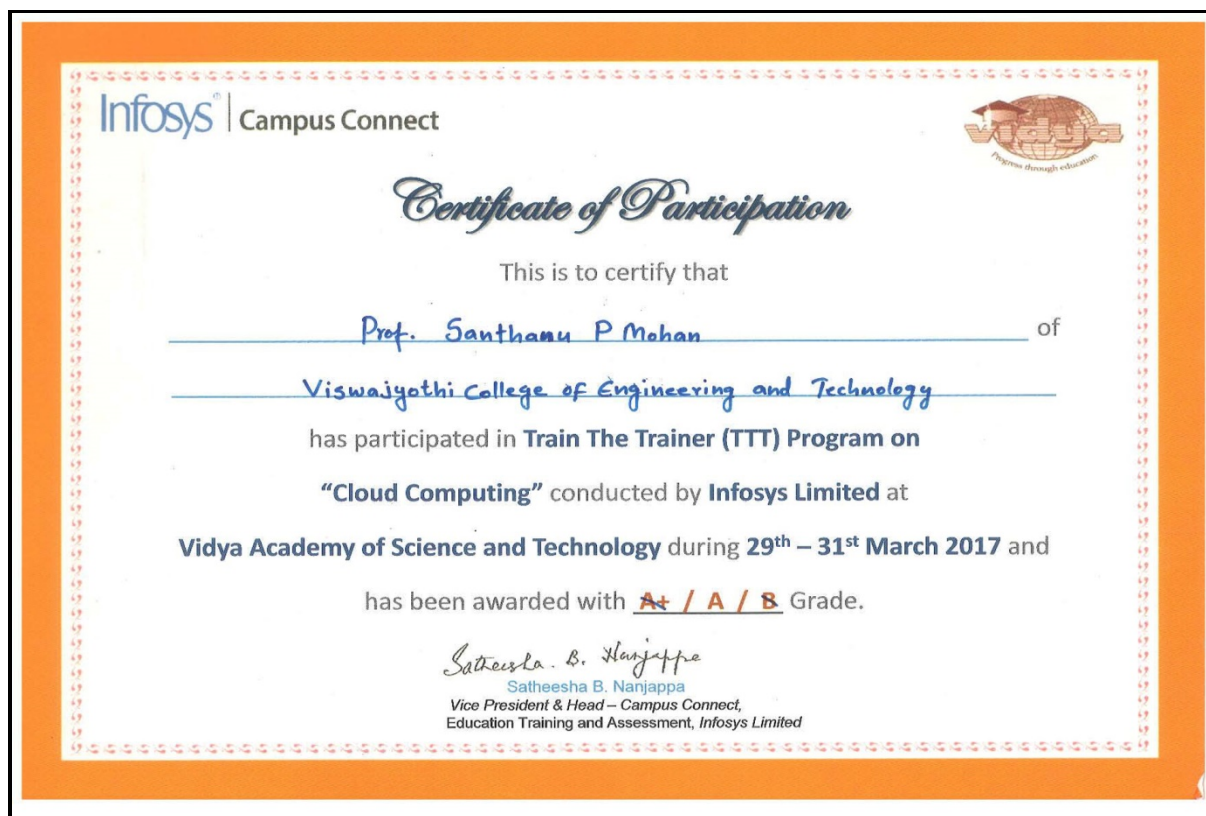 Infosys® | Campus Connect
vidya
Progress through education
Certificate of Participation
This is to certify that
Prof. Santhanu P Mohan of
Viswajyothi College of Engineering and Technology
has participated in Train The Trainer (TTT) Program on
“Cloud Computing” conducted by Infosys Limited at
Vidya Academy of Science and Technology during 29th – 31st March 2017 and
has been awarded with A+ / A / B Grade.
Satheesha. B. Nanjappa
Satheesha B. Nanjappa
Vice President & Head – Campus Connect,
Education Training and Assessment, Infosys Limited